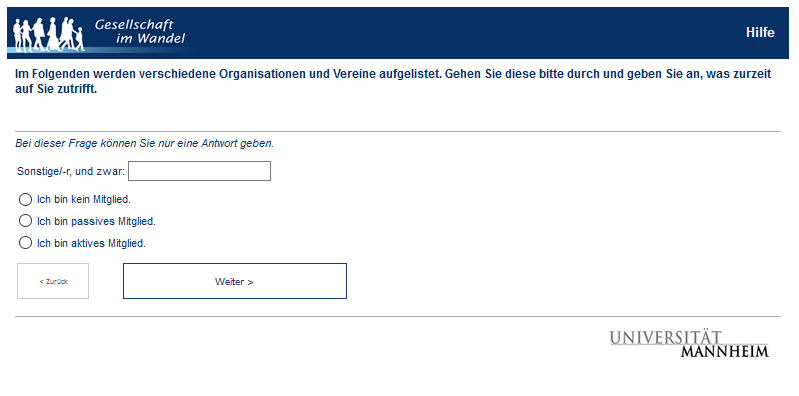 Gesellschaft
im Wandel
Hilfe
Im Folgenden werden verschiedene Organisationen und Vereine aufgelistet. Gehen Sie diese bitte durch und geben Sie an, was zurzeit
auf Sie zutrifft.
Bei dieser Frage können Sie nur eine Antwort geben.
Sonstige/-r, und zwar:
Ich bin kein Mitglied.
Ich bin passives Mitglied.
Ich bin aktives Mitglied.
< Zurück
Weiter >
UNIVERSITÄT
MANNHEIM